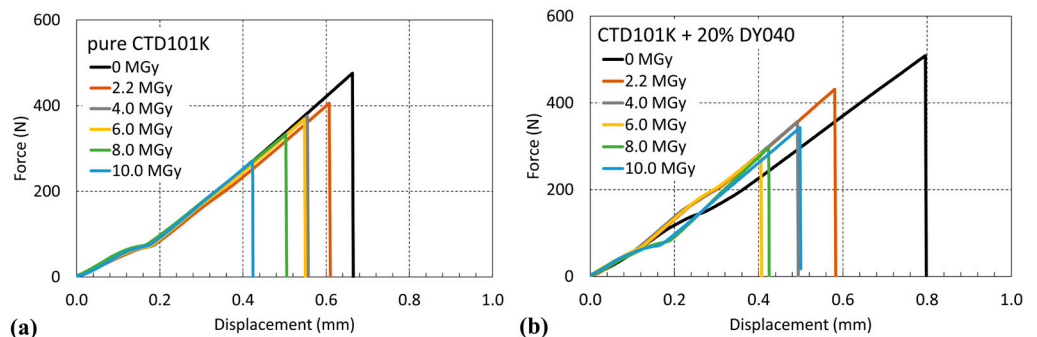 600
400
200
0
Force (N)
pure CTD101K
0 MGy
2.2 MGy
4.0 MGy
6.0 MGy
8.0 MGy
10.0 MGy
0.0 0.2 0.4 0.6 0.8 1.0
Displacement (mm)
(a)
600
400
200
0
Force (N)
CTD101K + 20% DY040
0 MGy
2.2 MGy
4.0 MGy
6.0 MGy
8.0 MGy
10.0 MGy
0.0 0.2 0.4 0.6 0.8 1.0
Displacement (mm)
(b)